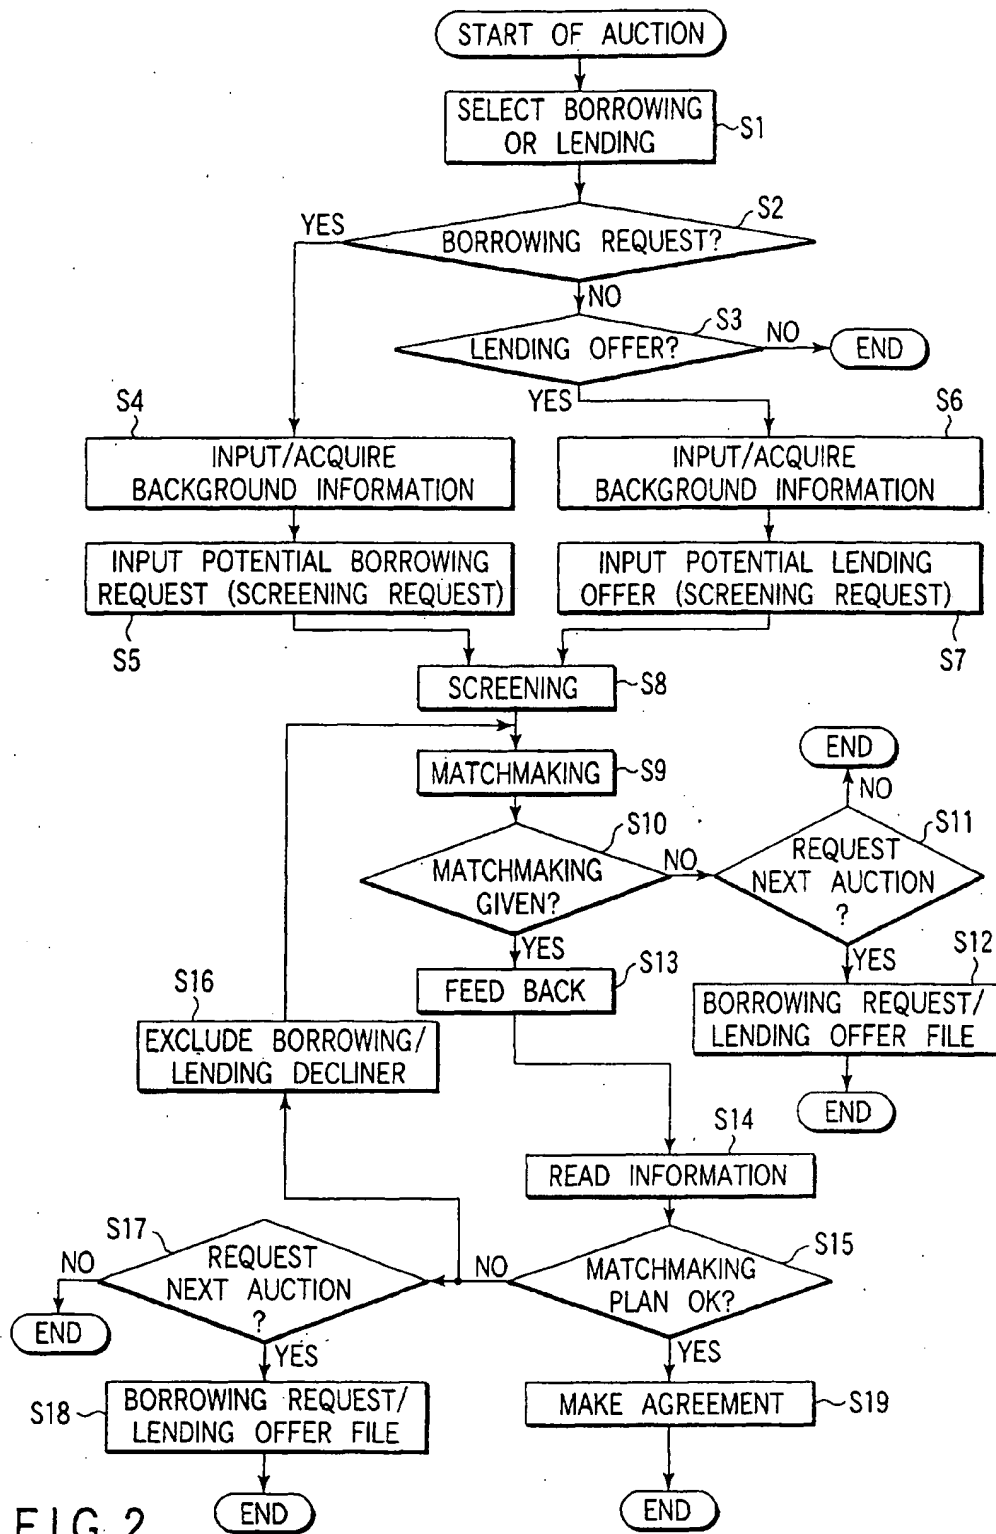 START OF AUCTION
SELECT BORROWING
OR LENDING
S1
S2
YES
BORROWING REQUEST?
NO
S3
LENDING OFFER?
NO
END
YES
S4
INPUT/ACQUIRE
BACKGROUND INFORMATION
S6
INPUT/ACQUIRE
BACKGROUND INFORMATION
INPUT POTENTIAL BORROWING
REQUEST (SCREENING REQUEST)
S5
INPUT POTENTIAL LENDING
OFFER (SCREENING REQUEST)
S7
SCREENING
S8
MATCHMAKING
S9
S10
MATCHMAKING
GIVEN?
NO
END
NO
S11
REQUEST
NEXT AUCTION
?
YES
S12
BORROWING REQUEST/
LENDING OFFER FILE
END
YES
S13
FEED BACK
S16
EXCLUDE BORROWING/
LENDING DECLINER
S14
READ INFORMATION
S15
MATCHMAKING
PLAN OK?
NO
S17
REQUEST
NEXT AUCTION
?
NO
END
YES
S18
BORROWING REQUEST/
LENDING OFFER FILE
END
YES
MAKE AGREEMENT
S19
END
FIG. 2